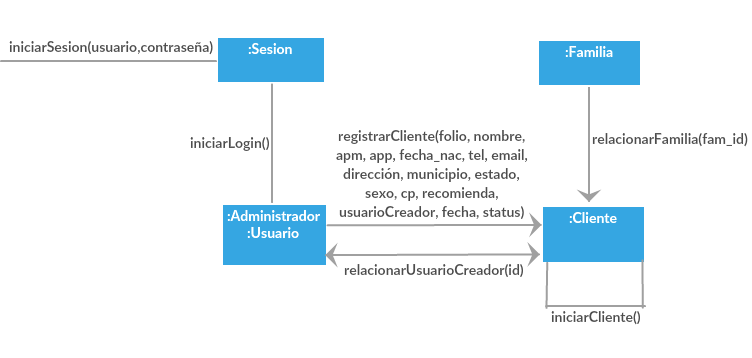 iniciarSesion(usuario,contraseña)
:Sesion
:Familia
iniciarLogin()
registrarCliente(folio, nombre,
apm, app, fecha_nac, tel, email,
dirección, municipio, estado,
sexo, cp, recomienda,
usuarioCreador, fecha, status)
relacionarFamilia(fam_id)
:Administrador
:Usuario
:Cliente
relacionarUsuarioCreador(id)
iniciarCliente()